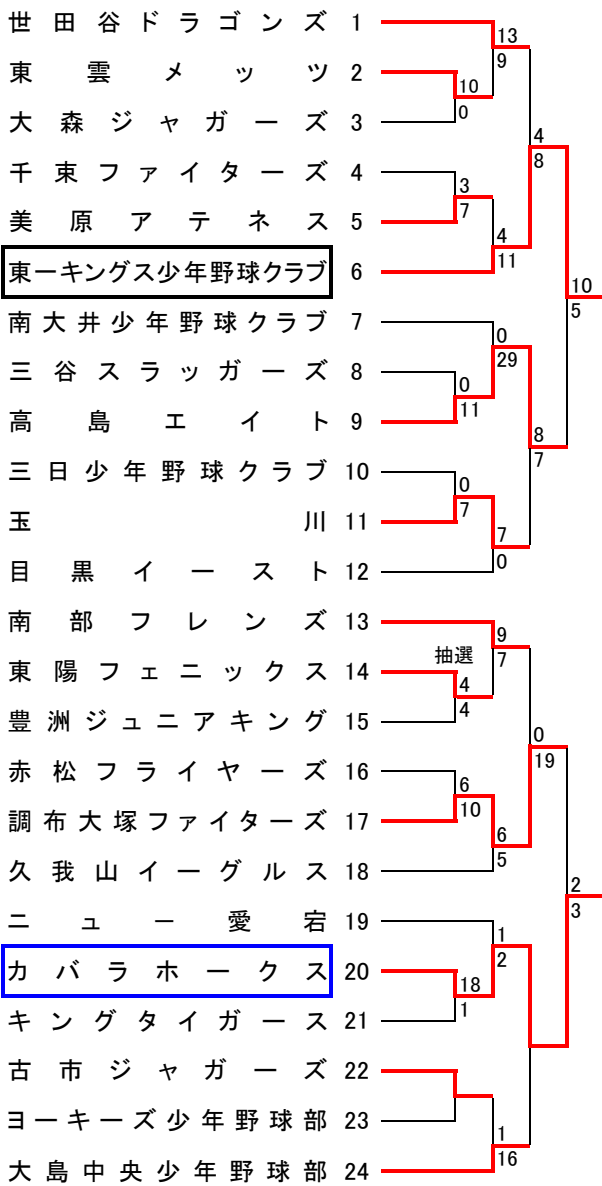 世田谷ドラゴンズ 1
13
東雲メッツ 2
9
10
大森ジャガーズ 3
0
4
千束ファイターズ 4
8
3
美原アテネス 5
7
4
東一キングス少年野球クラブ 6
11
10
南大井少年野球クラブ 7
5
0
三谷スラッガーズ 8
29
0
高島エイト 9
11
8
三日少年野球クラブ 10
7
0
玉川 11
7
7
目黒イースト 12
0
南部フレンズ 13
9
抽選
7
東陽フェニックス 14
4
豊洲ジュニアキング 15
4
0
赤松フライヤーズ 16
19
6
調布大塚ファイターズ 17
10
6
久我山イーグルス 18
5
2
ニュー愛宕 19
3
1
カバラホークス 20
2
18
キングタイガース 21
1
古市ジャガーズ 22
ヨーキーズ少年野球部 23
1
大島中央少年野球部 24
16